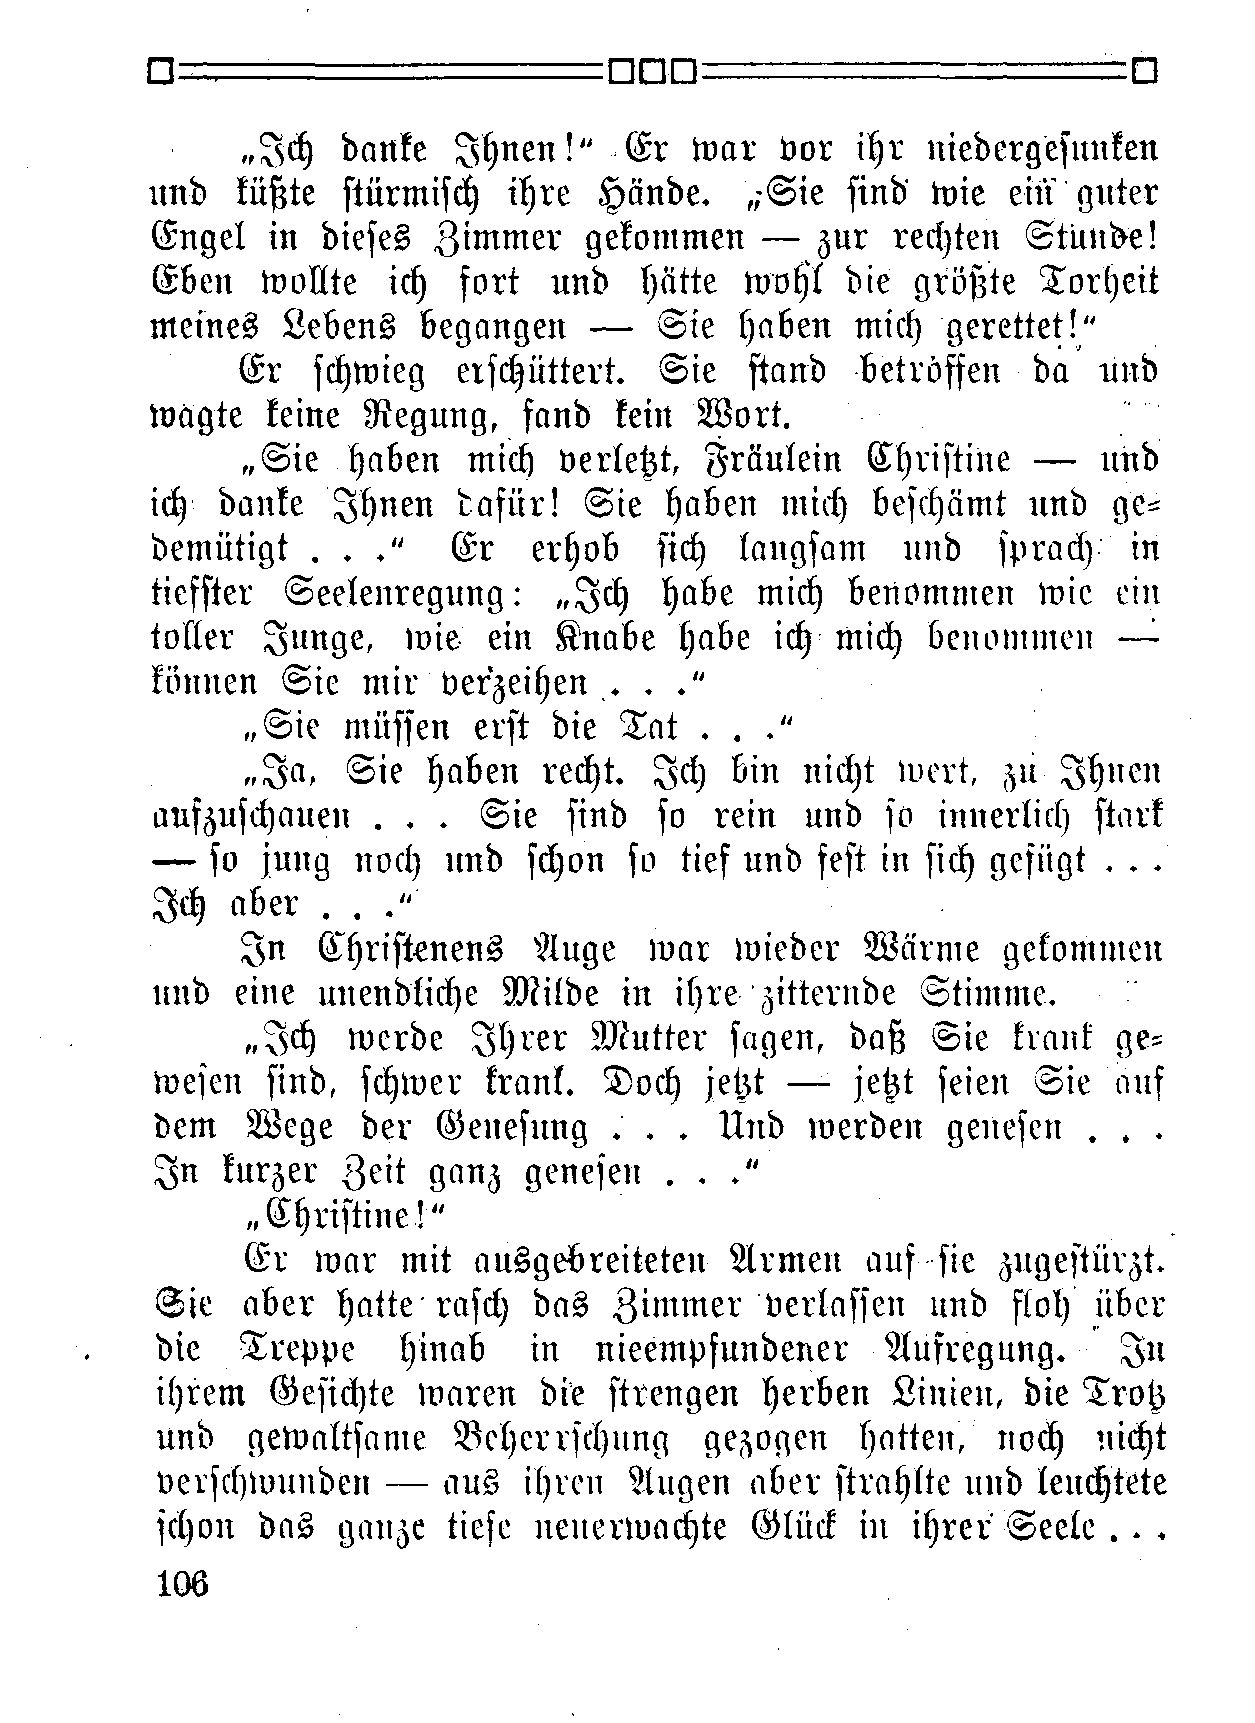 „Ich danke Ihnen!“ Er war vor ihr niedergesunken
und küßte stürmisch ihre Hände. „Sie sind wie ein guter
Engel in dieses Zimmer gekommen — zur rechten Stunde!
Eben wollte ich fort und hätte wohl die größte Torheit
meines Lebens begangen — Sie haben mich gerettet!“
Er schwieg erschüttert. Sie stand betroffen da und
wagte keine Regung, fand kein Wort.
„Sie haben mich verletzt, Fräulein Christine — und
ich danke Ihnen dafür! Sie haben mich beschämt und ge-
demütigt . . .“ Er erhob sich langsam und sprach in
tiefster Seelenregung: „Ich habe mich benommen wie ein
toller Junge, wie ein Knabe habe ich mich benommen —
können Sie mir verzeihen . . .“
„Sie müssen erst die Tat . . .“
„Ja, Sie haben recht. Ich bin nicht wert, zu Ihnen
aufzuschauen . . . Sie sind so rein und so innerlich stark
— so jung noch und schon so tief und fest in sich gefügt . . .
Ich aber . . .“
In Christenens Auge war wieder Wärme gekommen
und eine unendliche Milde in ihre zitternde Stimme.
„Ich werde Ihrer Mutter sagen, daß Sie krank ge-
wesen sind, schwer krank. Doch jetzt — jetzt seien Sie auf
dem Wege der Genesung . . . Und werden genesen . . .
In kurzer Zeit ganz genesen . . .“
„Christine!“
Er war mit ausgebreiteten Armen auf sie zugestürzt.
Sie aber hatte rasch das Zimmer verlassen und floh über
die Treppe hinab in nieempfundener Aufregung. In
ihrem Gesichte waren die strengen herben Linien, die Trotz
und gewaltsame Beherrschung gezogen hatten, noch nicht
verschwunden — aus ihren Augen aber strahlte und leuchtete
schon das ganze tiefe neuerwachte Glück in ihrer Seele . . .
106